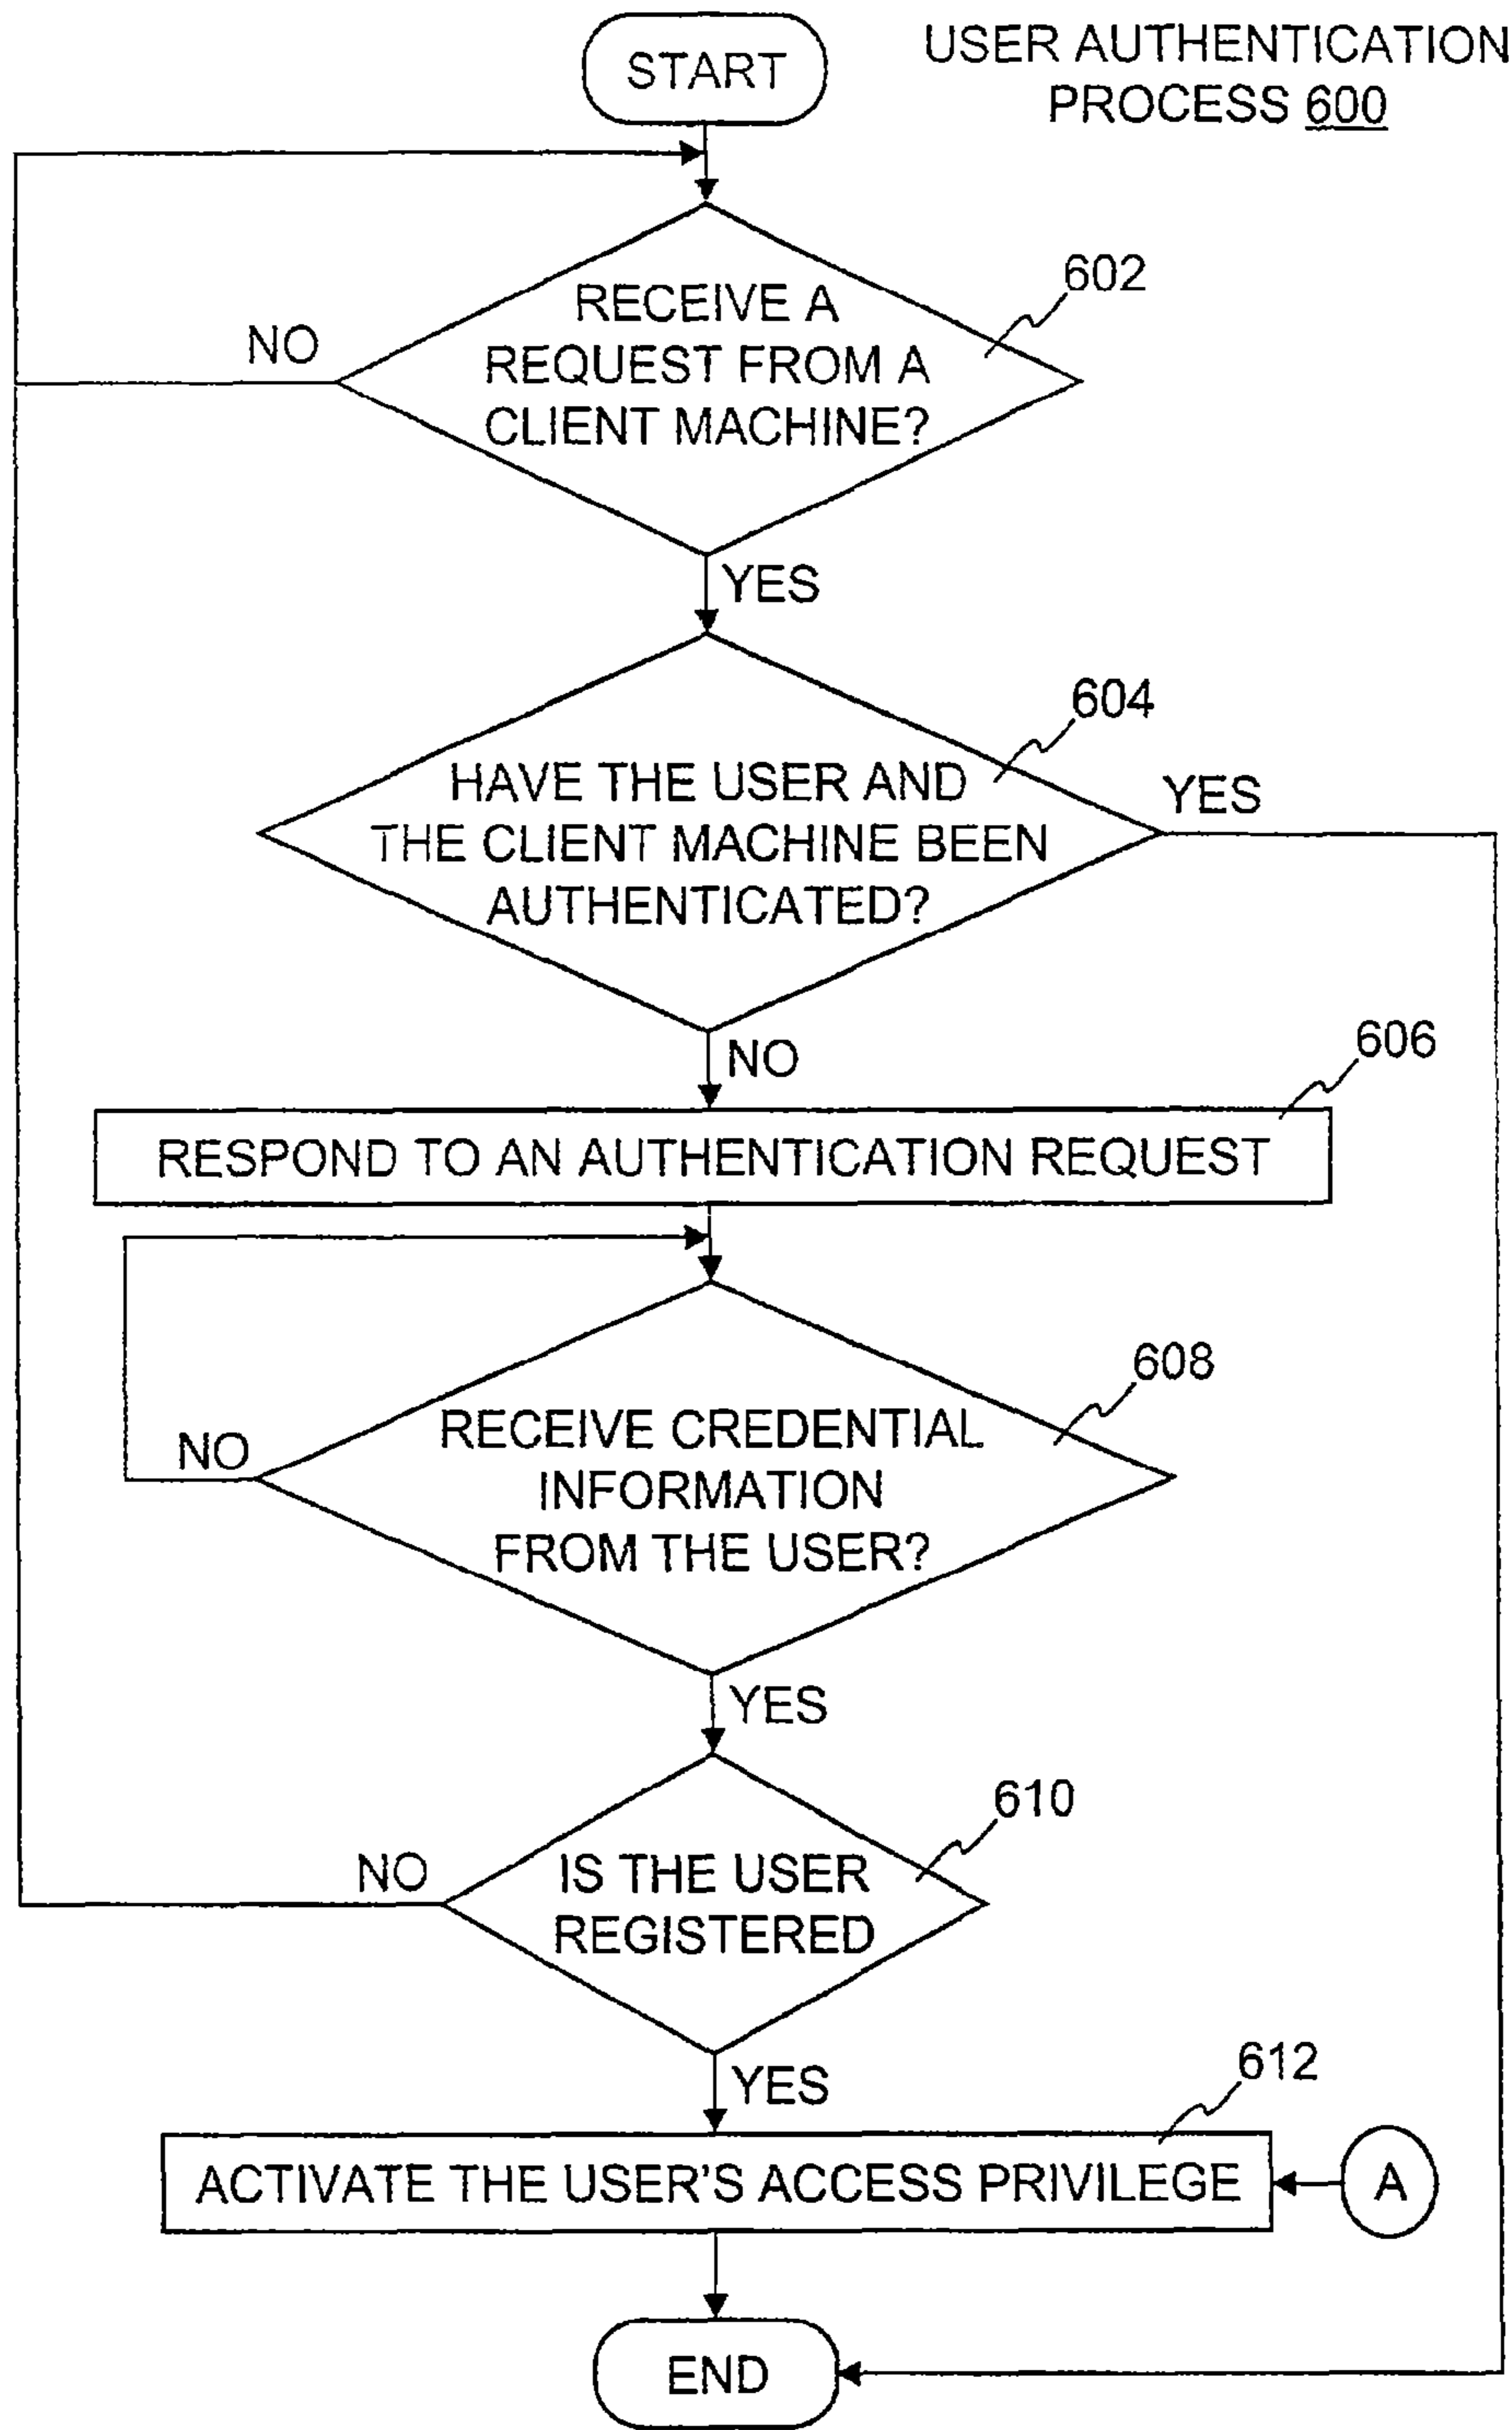 START
USER AUTHENTICATION
PROCESS 600
602
RECEIVE A
REQUEST FROM A
CLIENT MACHINE?
NO
YES
604
HAVE THE USER AND
THE CLIENT MACHINE BEEN
AUTHENTICATED?
YES
NO
606
RESPOND TO AN AUTHENTICATION REQUEST
608
RECEIVE CREDENTIAL
INFORMATION
FROM THE USER?
NO
YES
610
IS THE USER
REGISTERED
NO
YES
612
ACTIVATE THE USER'S ACCESS PRIVILEGE
A
END